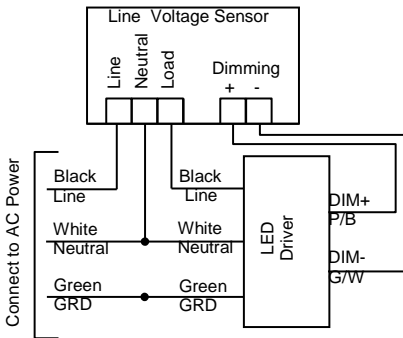 Line Voltage Sensor
Line
Neutral
Load
Dimming
+ -
Connect to AC Power
Black
Line
Black
Line
White
Neutral
White
Neutral
Green
GRD
Green
GRD
LED
Driver
DIM+
P/B
DIM-
G/W